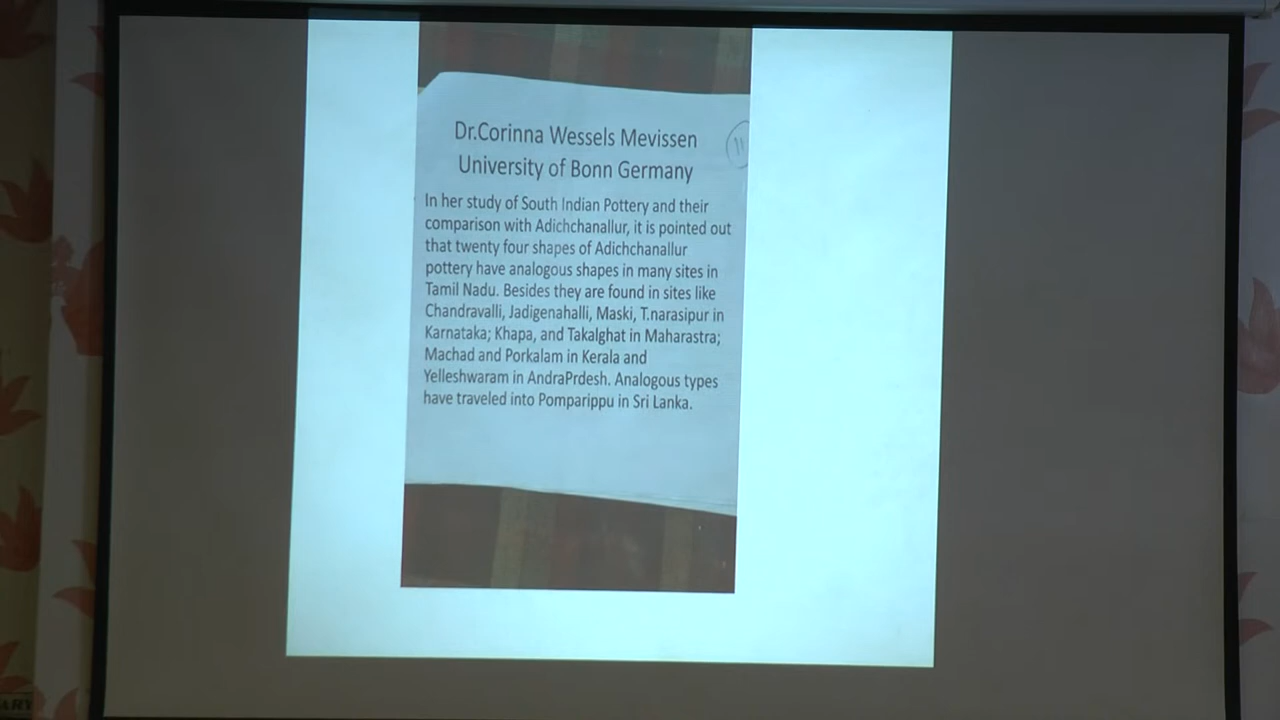 Dr.Corinna Wessels Mevissen
University of Bonn Germany
11
In her study of South Indian Pottery and their
comparison with Adichchanallur, it is pointed out
that twenty four shapes of Adichchanallur
pottery have analogous shapes in many sites in
Tamil Nadu. Besides they are found in sites like
Chandravalli, Jadigenahalli, Maski, T.narasipur in
Karnataka; Khapa, and Takalghat in Maharastra;
Machad and Porkalam in Kerala and
Yelleshwaram in AndraPrdesh. Analogous types
have traveled into Pomparippu in Sri Lanka.
ARY